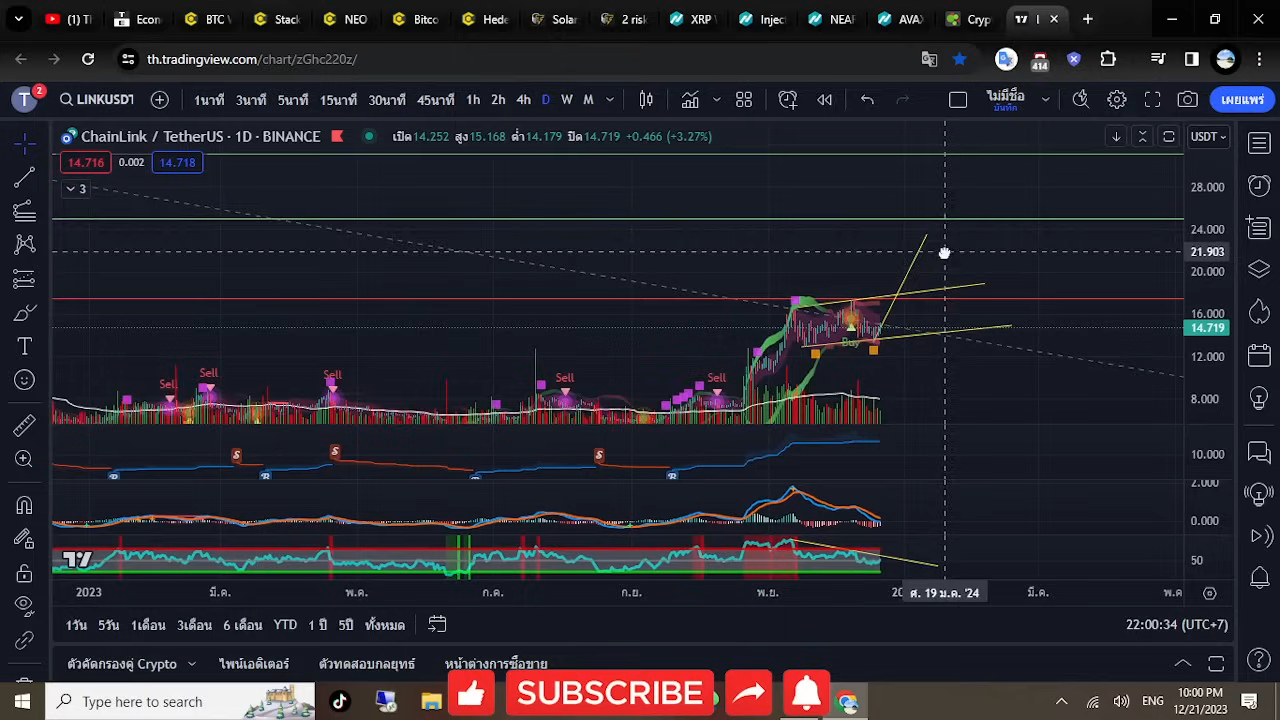 (1) Ti
Econ
BTC V
Stack
NEO
Bitco
Hede
Solar
2 risk
XRP
Inject
NEAF
AVAX
Cryp
th.tradingview.com/chart/zGhc220z/
414
T
2
LINKUSDT
1นาที
3นาที
5นาที
15นาที
30นาที
45นาที
1h
2h
4h
D
W
M
ไม่มีชื่อ
บันทึก
เผยแพร่
ChainLink / TetherUS · 1D · BINANCE
เปิด14.252 สูง15.168 ต่ำ14.179 ปิด14.719 +0.466 (+3.27%)
USDT
14.716
0.002
14.718
3
28.000
24.000
21.903
20.000
16.000
14.719
12.000
8.000
Buy
Sell
Sell
Sell
Sell
Sell
S
S
S
B
B
B
B
10.000
2.000
0.000
50
2023
มี.ค.
พ.ค.
ก.ค.
ก.ย.
พ.ย.
ศ. 19 ม.ค. '24
มี.ค.
พ.ค
1วัน
5วัน
1เดือน
3เดือน
6 เดือน
YTD
1 ปี
5ปี
ทั้งหมด
22:00:34 (UTC+7)
ตัวคัดกรองคู่ Crypto
ไพน์เอดิเตอร์
ตัวทดสอบกลยุทธ์
หน้าต่างการซื้อขาย
Type here to search
SUBSCRIBE
ENG
10:00 PM
12/21/2023